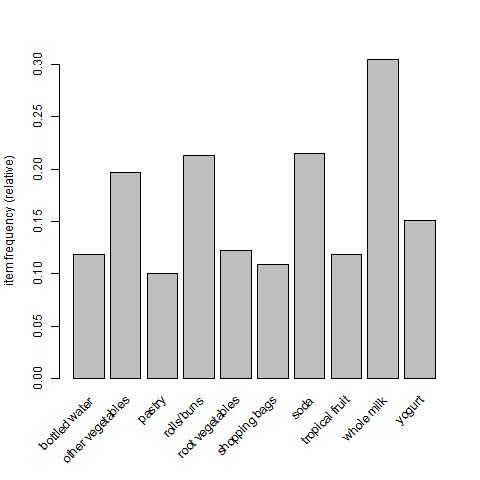 item frequency (relative)
0.30
0.25
0.20
0.15
0.10
0.05
0.00
bottled water
other vegetables
pastry
rolls/buns
root vegetables
shopping bags
soda
tropical fruit
whole milk
yogurt